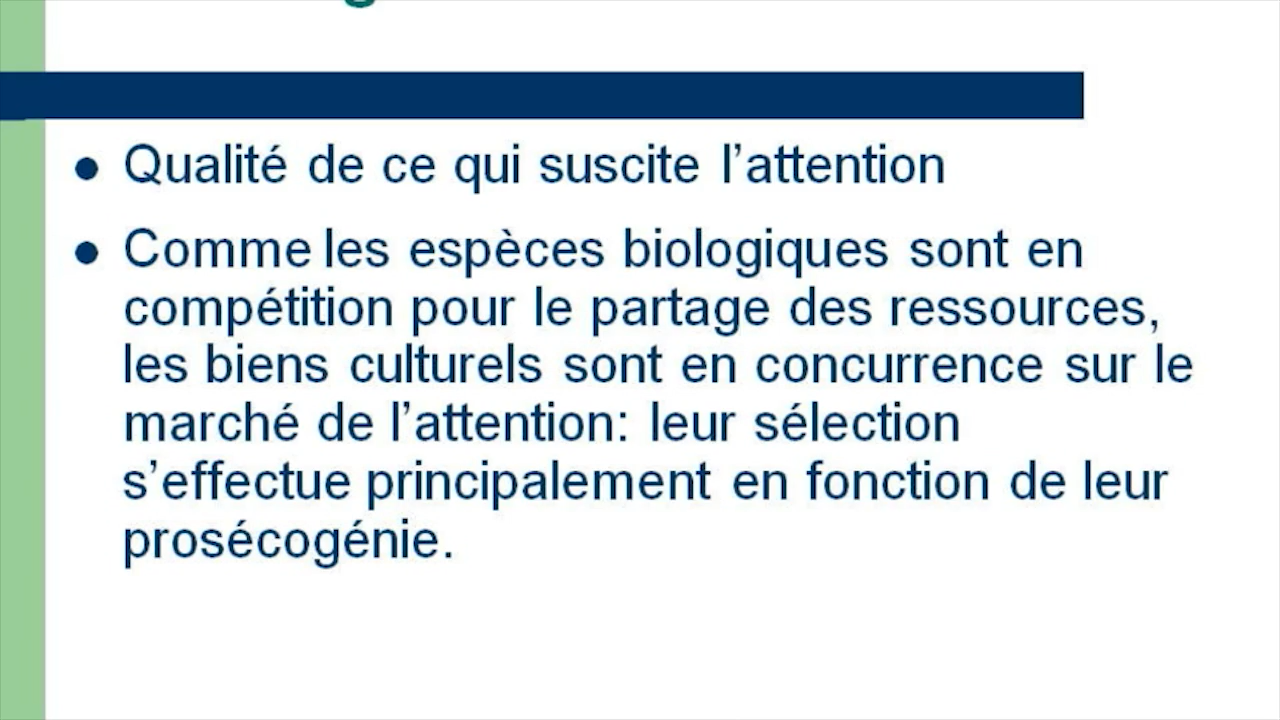 Qualité de ce qui suscite l’attention
Comme les espèces biologiques sont en
compétition pour le partage des ressources,
les biens culturels sont en concurrence sur le
marché de l’attention: leur sélection
s’effectue principalement en fonction de leur
prosécogénie.